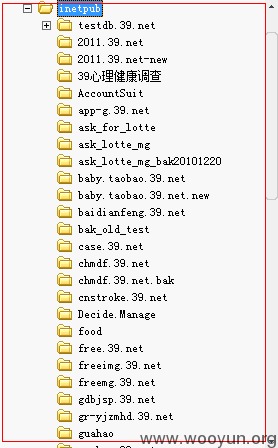 inetpub
testdb.39.net
2011.39.net
2011.39.net-new
39心理健康调查
AccountSuit
app-g.39.net
ask_for_lotte
ask_lotte_mg
ask_lotte_mg_bak20101220
baby.taobao.39.net
baby.taobao.39.net.new
baidianfeng.39.net
bak_old_test
case.39.net
chmdf.39.net
chmdf.39.net.bak
cnstroke.39.net
Decide.Manage
food
free.39.net
freeimg.39.net
freemg.39.net
gdbjsp.39.net
gr-yjzmhd.39.net
guahao
www.wooyun.org